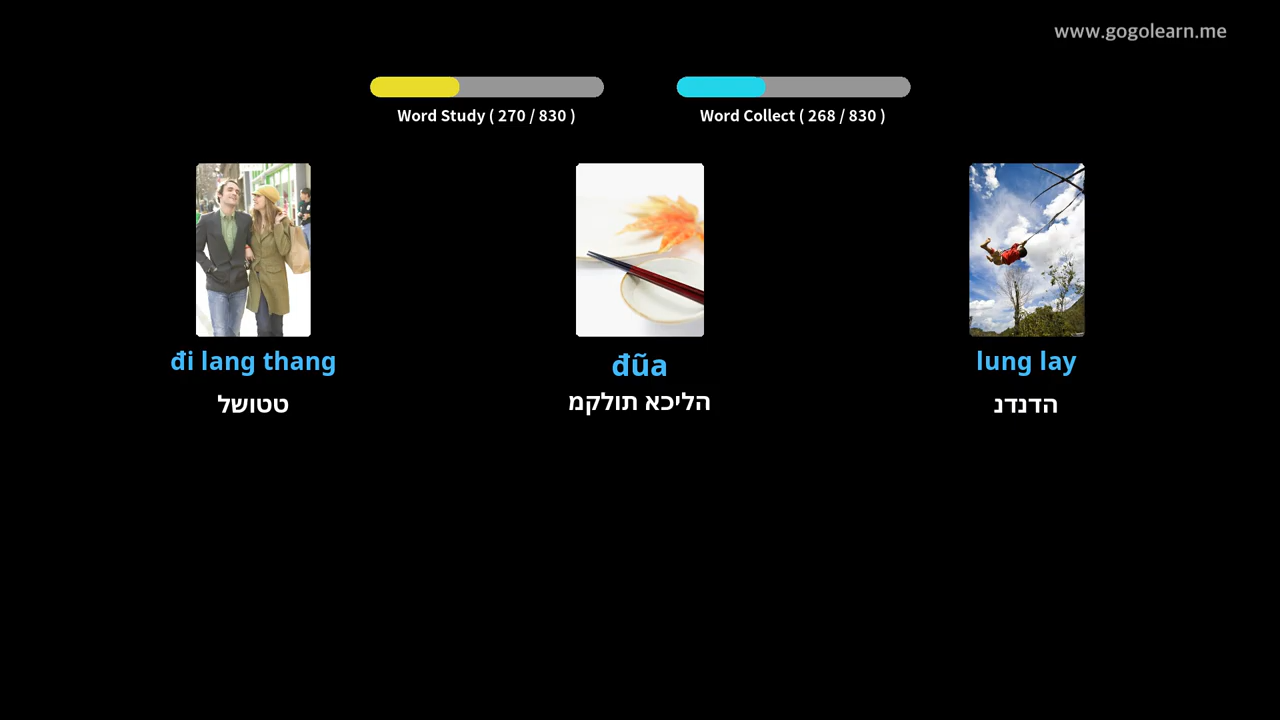 www.gogolearn.me
Word Study ( 270 / 830 )
Word Collect ( 268 / 830 )
đi lang thang
טטושל
đũa
הליכא תולקמ
lung lay
הדנדנ